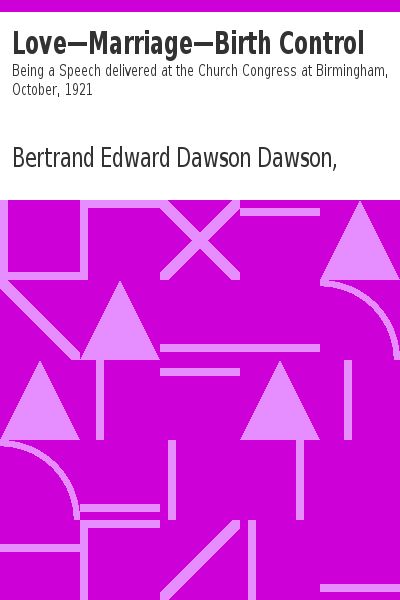 Love—Marriage—Birth Control
Being a Speech delivered at the Church Congress at Birmingham,
October, 1921
Bertrand Edward Dawson Dawson,